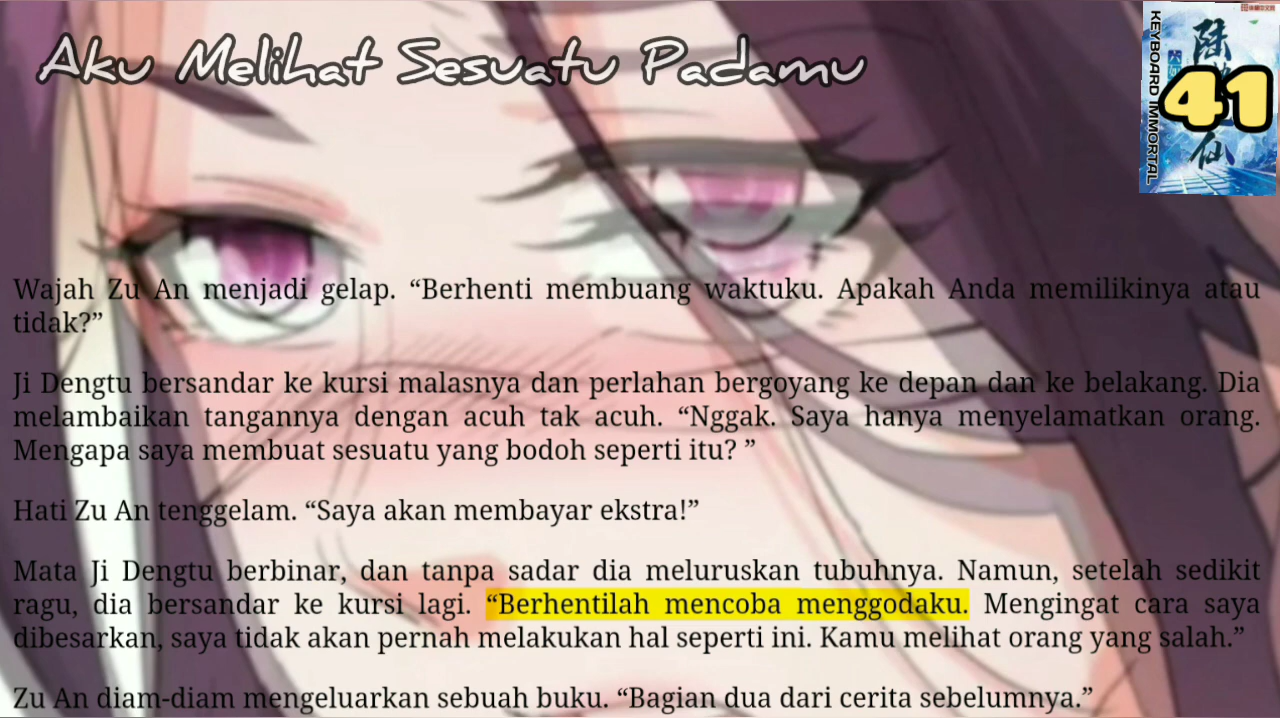 Aku Melihat Sesuatu Padamu
KEYBOARD IMMORTAL
41
Wajah Zu An menjadi gelap. “Berhenti membuang waktuku. Apakah Anda memilikinya atau
tidak?”
Ji Dengtu bersandar ke kursi malasnya dan perlahan bergoyang ke depan dan ke belakang. Dia
melambaikan tangannya dengan acuh tak acuh. “Nggak. Saya hanya menyelamatkan orang.
Mengapa saya membuat sesuatu yang bodoh seperti itu? ”
Hati Zu An tenggelam. “Saya akan membayar ekstra!”
Mata Ji Dengtu berbinar, dan tanpa sadar dia meluruskan tubuhnya. Namun, setelah sedikit
ragu, dia bersandar ke kursi lagi. “Berhentilah mencoba menggodaku. Mengingat cara saya
dibesarkan, saya tidak akan pernah melakukan hal seperti ini. Kamu melihat orang yang salah.”
Zu An diam-diam mengeluarkan sebuah buku. “Bagian dua dari cerita sebelumnya.”